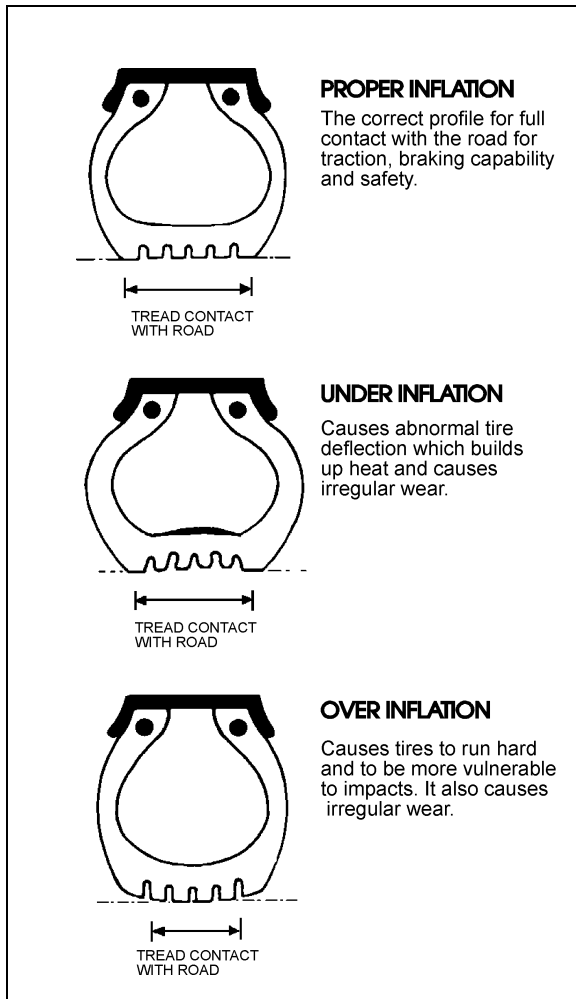 PROPER INFLATION
The correct profile for full
contact with the road for
traction, braking capability
and safety.
TREAD CONTACT
WITH ROAD
UNDER INFLATION
Causes abnormal tire
deflection which builds
up heat and causes
irregular wear.
TREAD CONTACT
WITH ROAD
OVER INFLATION
Causes tires to run hard
and to be more vulnerable
to impacts. It also causes
irregular wear.
TREAD CONTACT
WITH ROAD